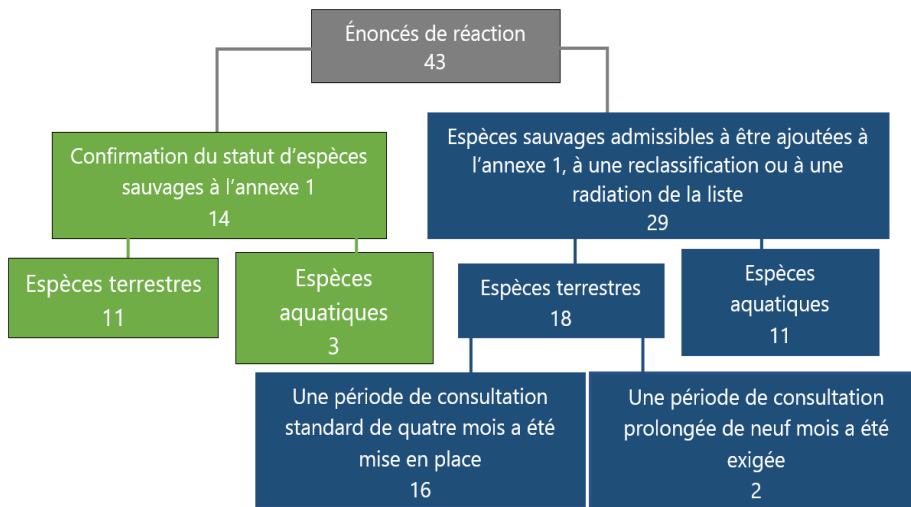 Énoncés de réaction
43
Confirmation du statut d’espèces
sauvages à l’annexe 1
14
Espèces sauvages admissibles à être ajoutées à
l’annexe 1, à une reclassification ou à une
radiation de la liste
29
Espèces terrestres
11
Espèces
aquatiques
3
Espèces terrestres
18
Espèces
aquatiques
11
Une période de consultation
standard de quatre mois a été
mise en place
16
Une période de consultation
prolongée de neuf mois a été
exigée
2